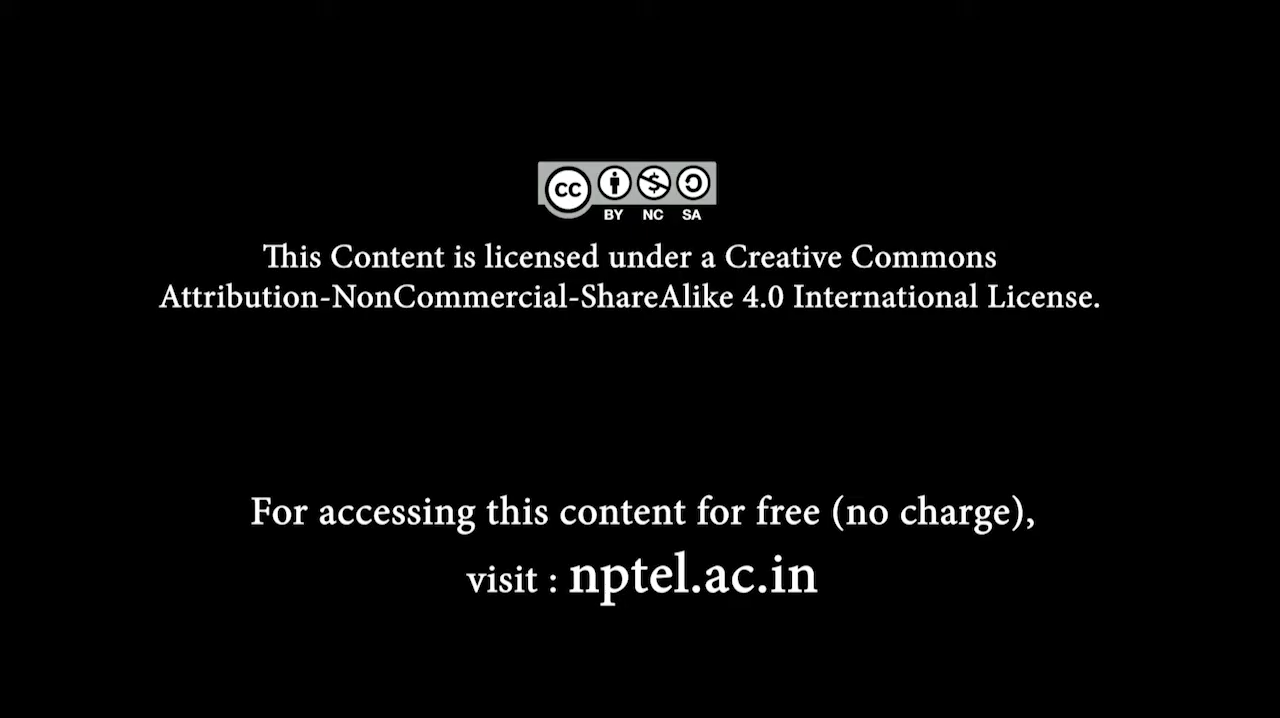 CC BY NC SA
This Content is licensed under a Creative Commons
Attribution-NonCommercial-ShareAlike 4.0 International License.
For accessing this content for free (no charge),
visit : nptel.ac.in